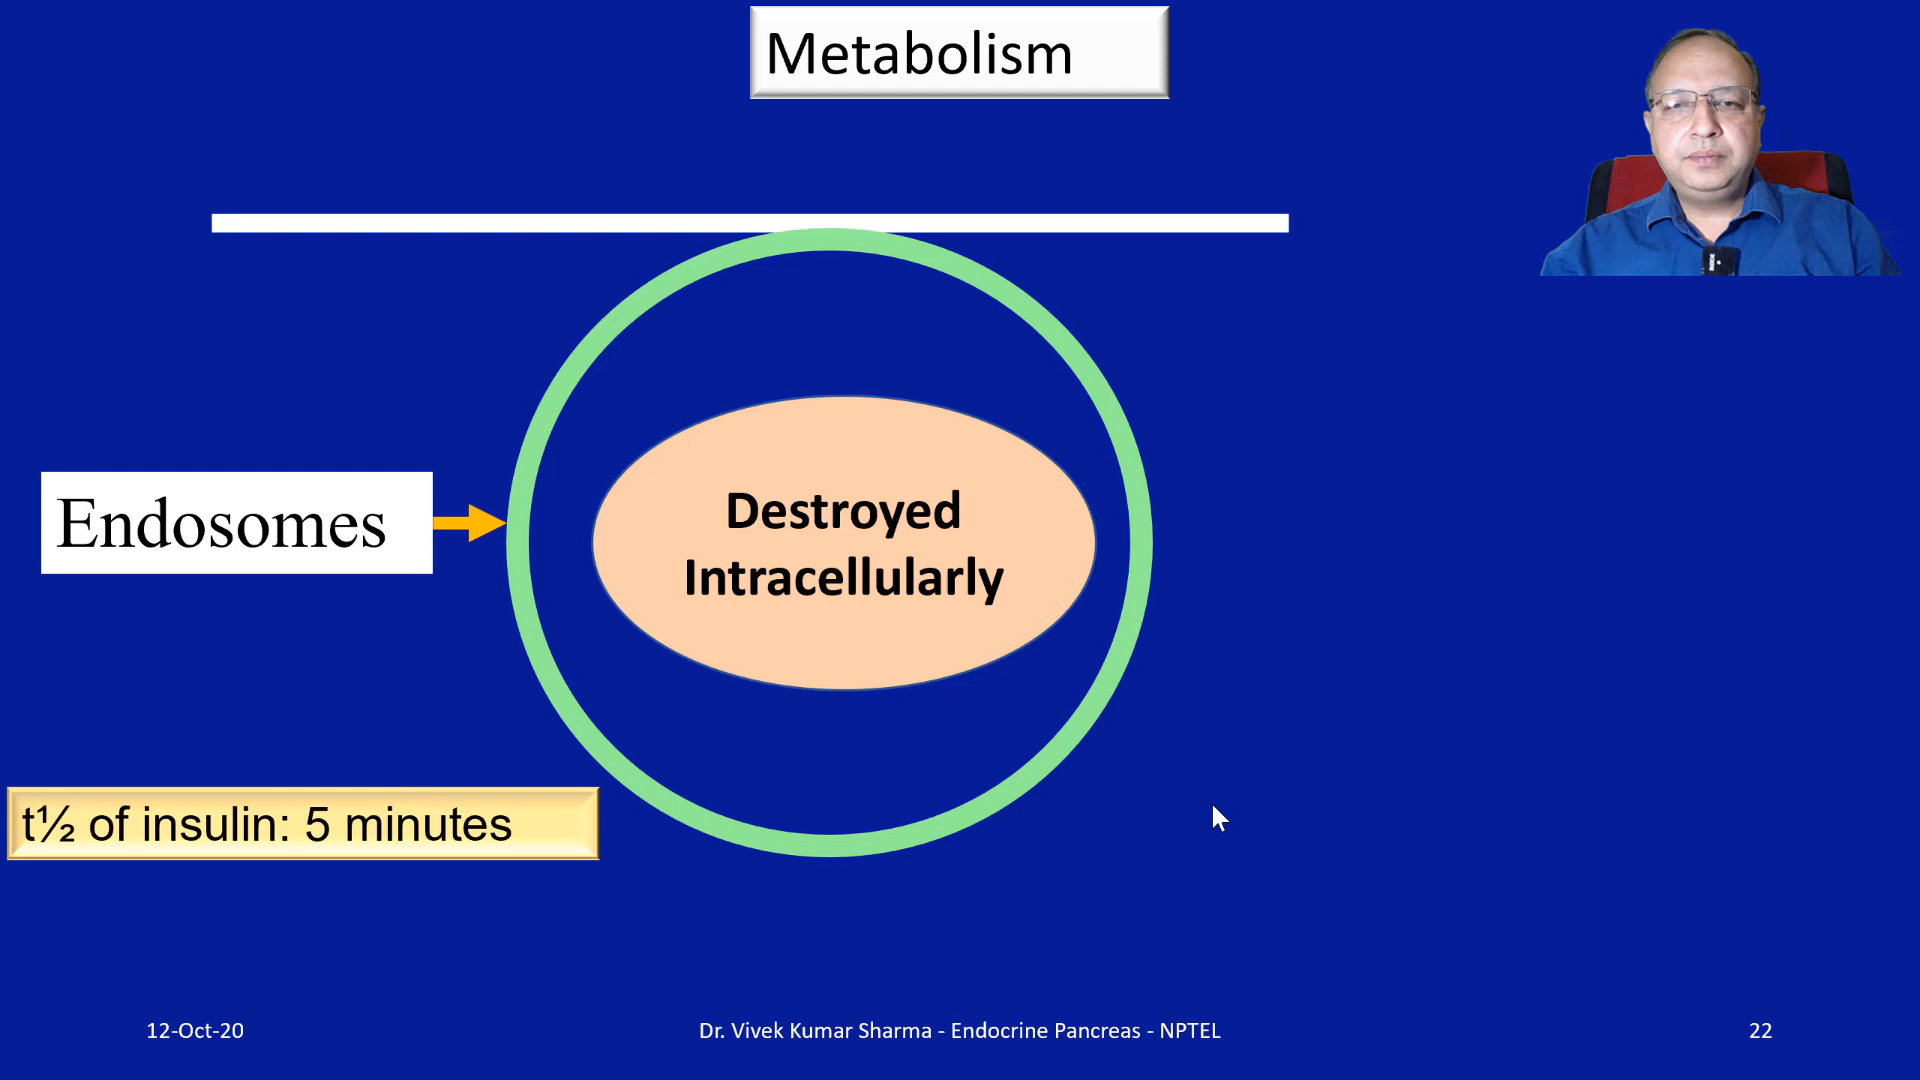 Metabolism
Endosomes
Destroyed
Intracellularly
t½ of insulin: 5 minutes
12-Oct-20
Dr. Vivek Kumar Sharma - Endocrine Pancreas - NPTEL
22